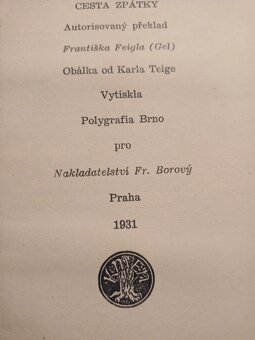 CESTA ZPÁTKY
Autorisovaný překlad
Františka Feigla (Gel)
Obálka od Karla Teige
Vytiskla
Polygrafia Brno
pro
Nakladatelství Fr. Borový
Praha
1931